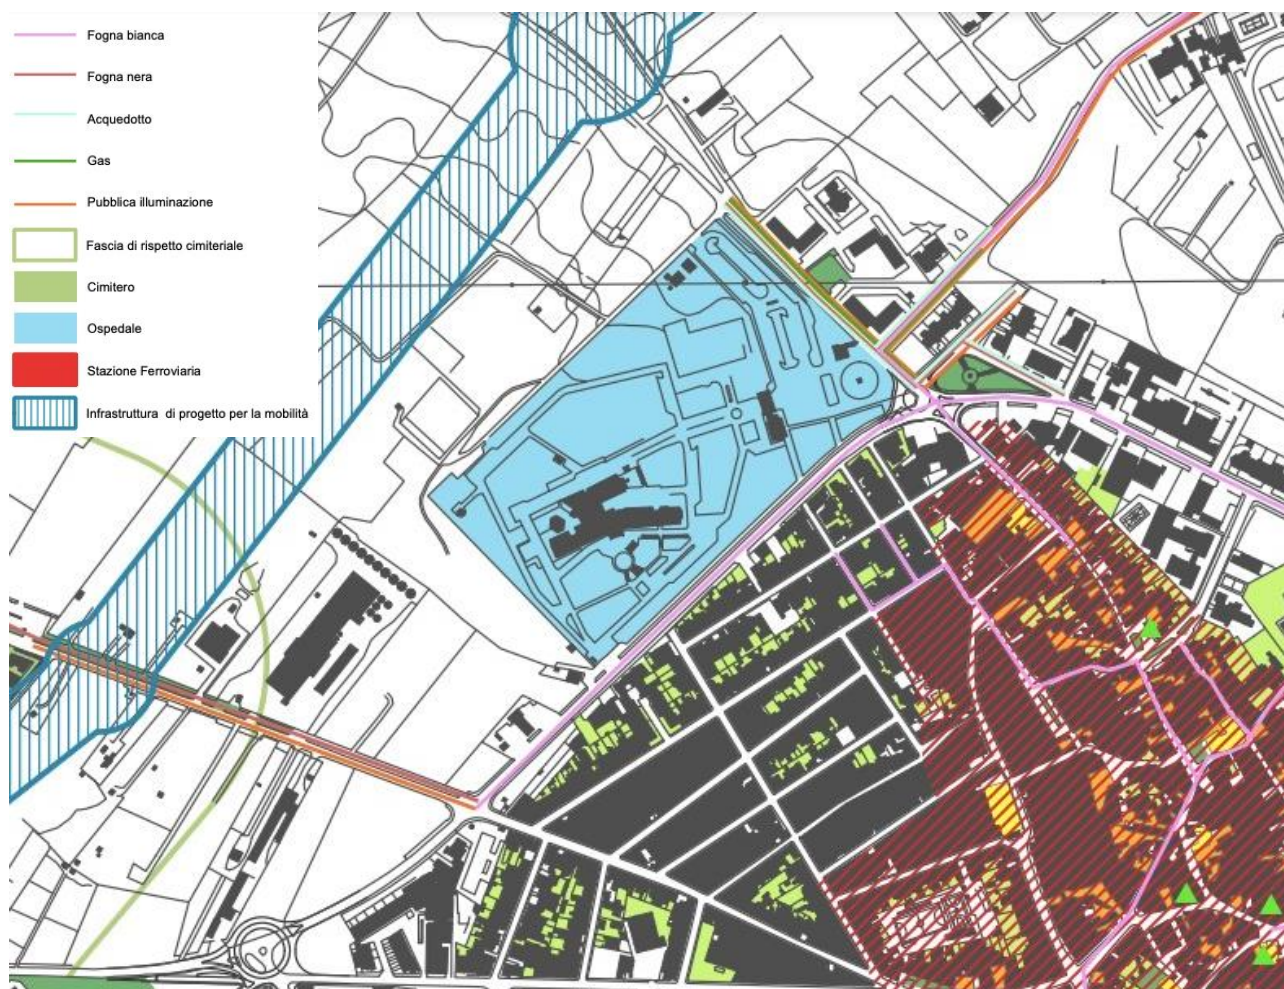 Fogna bianca
Fogna nera
Acquedotto
Gas
Pubblica illuminazione
Fascia di rispetto cimiteriale
Cimitero
Ospedale
Stazione Ferroviaria
Infrastruttura di progetto per la mobilità